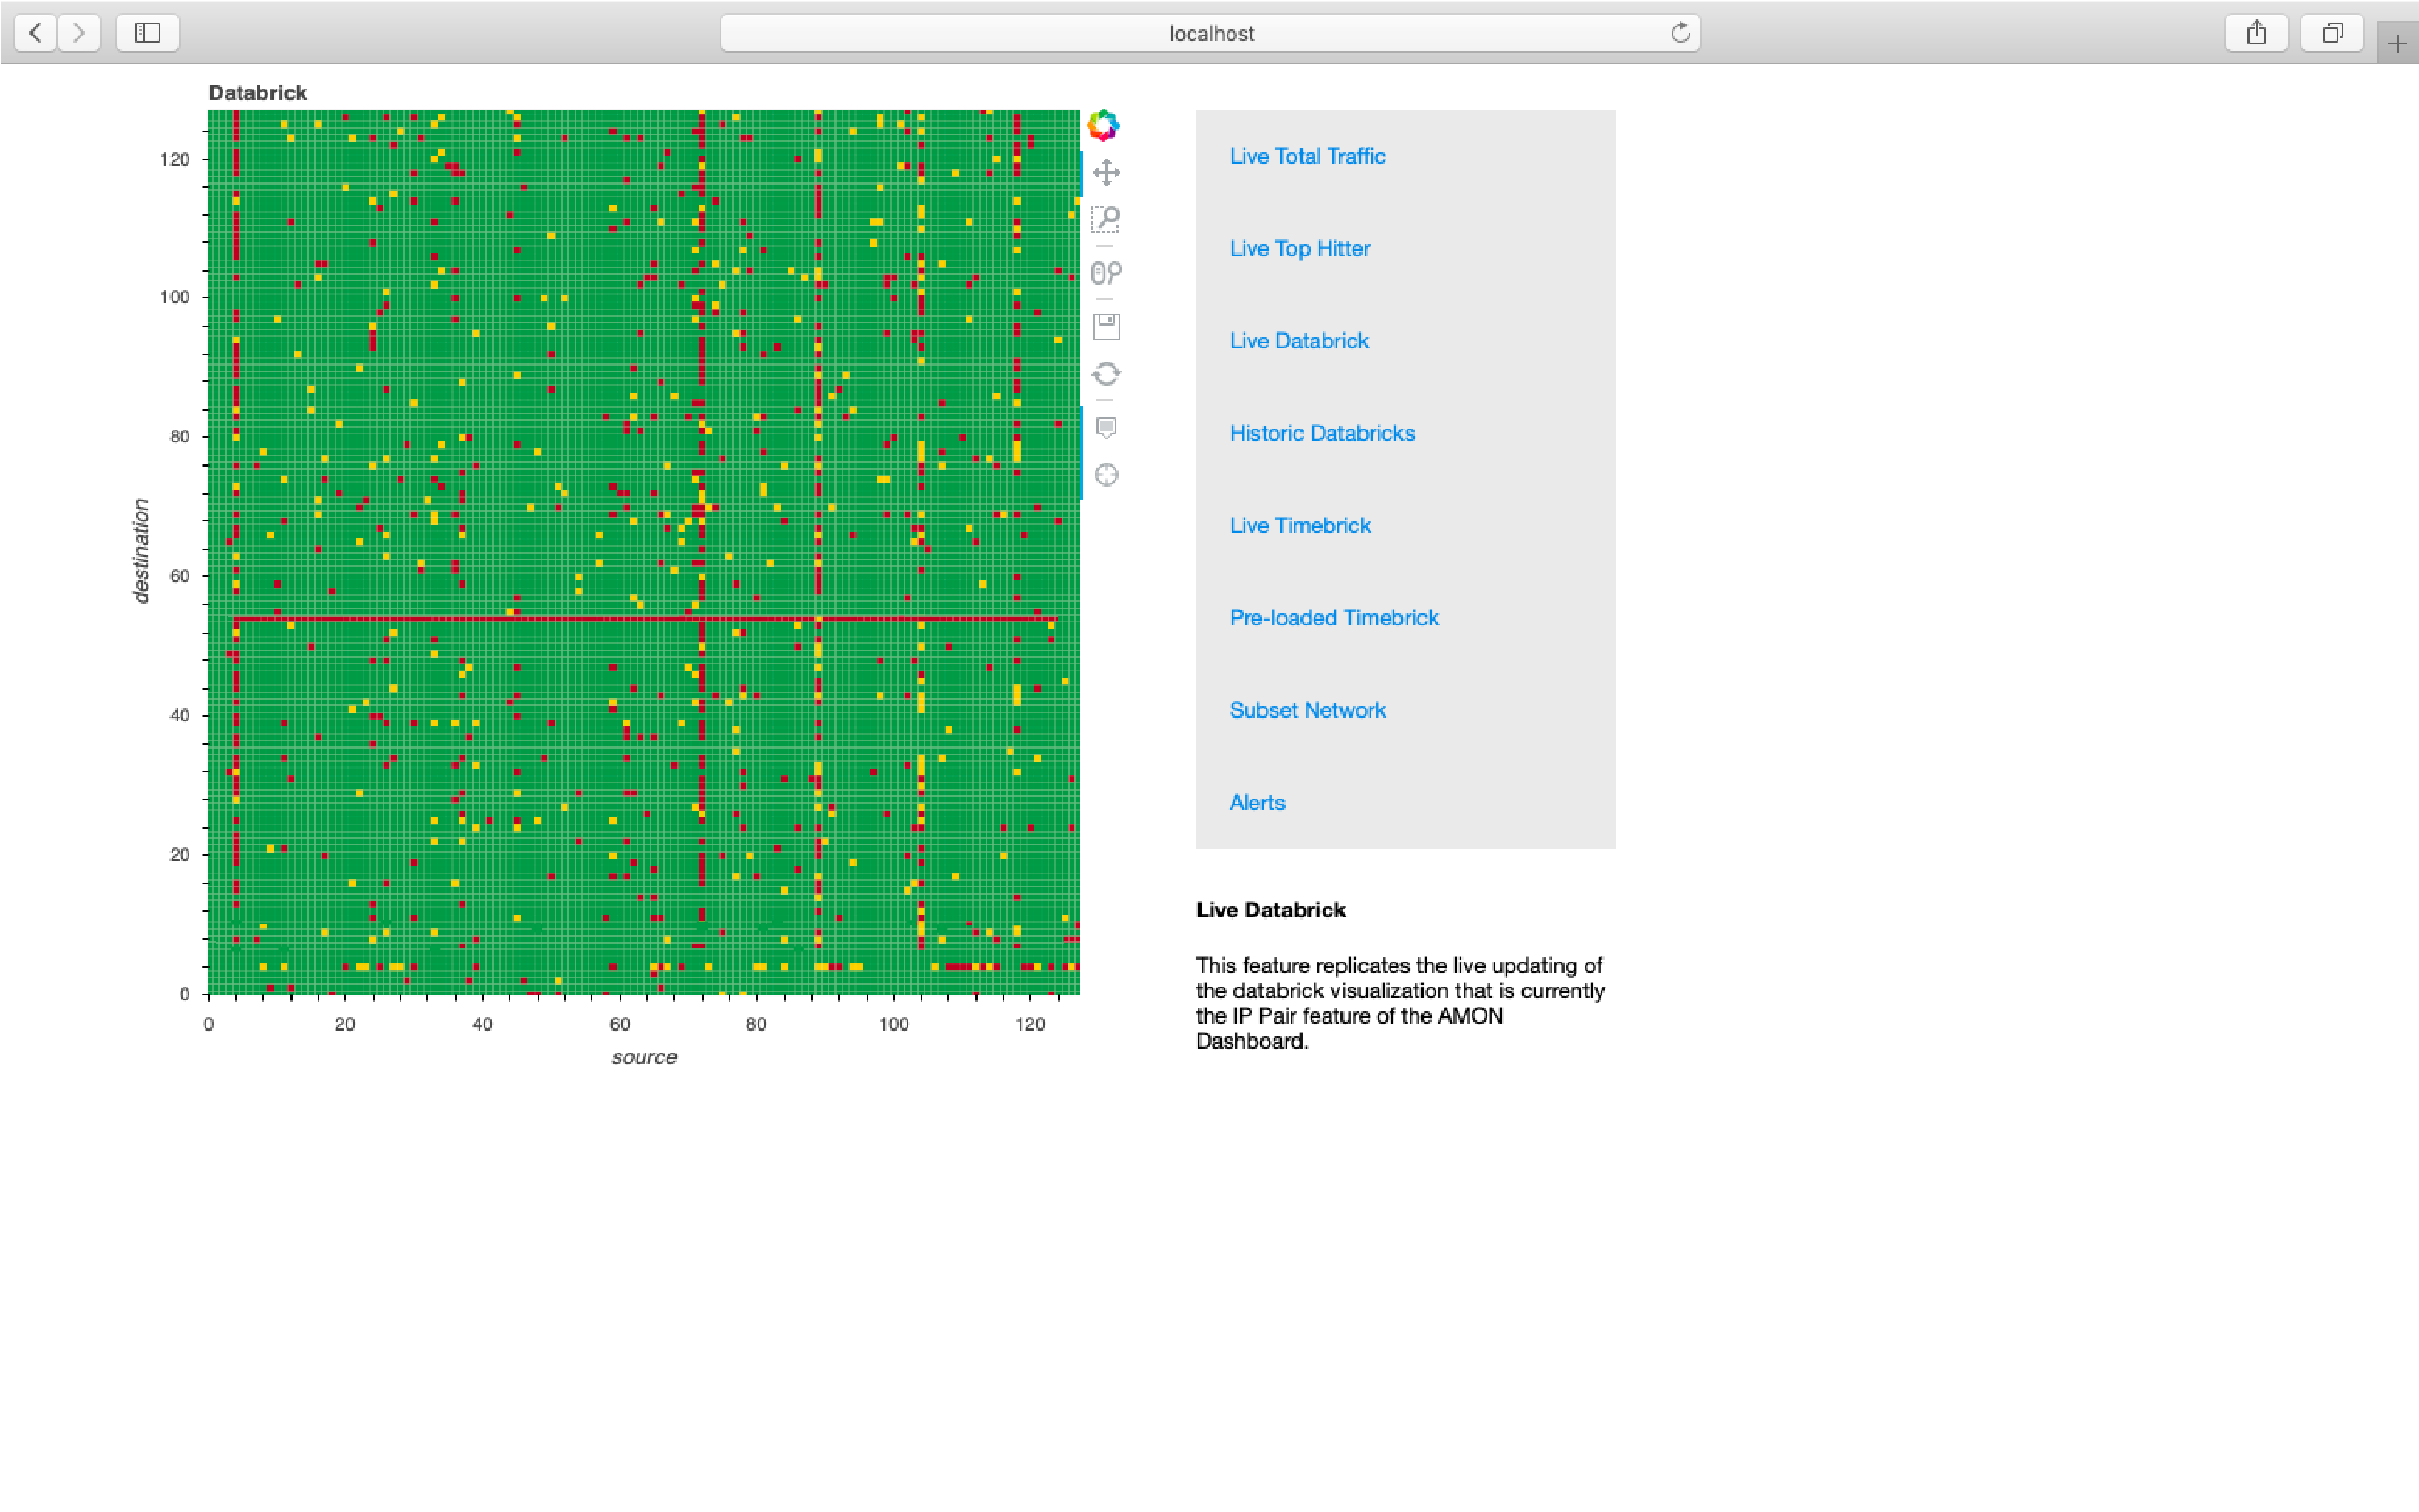 localhost
Databrick
120
100
80
60
40
20
0
destination
0 20 40 60 80 100 120
source
Live Total Traffic
Live Top Hitter
Live Databrick
Historic Databricks
Live Timebrick
Pre-loaded Timebrick
Subset Network
Alerts
Live Databrick
This feature replicates the live updating of
the databrick visualization that is currently
the IP Pair feature of the AMON
Dashboard.